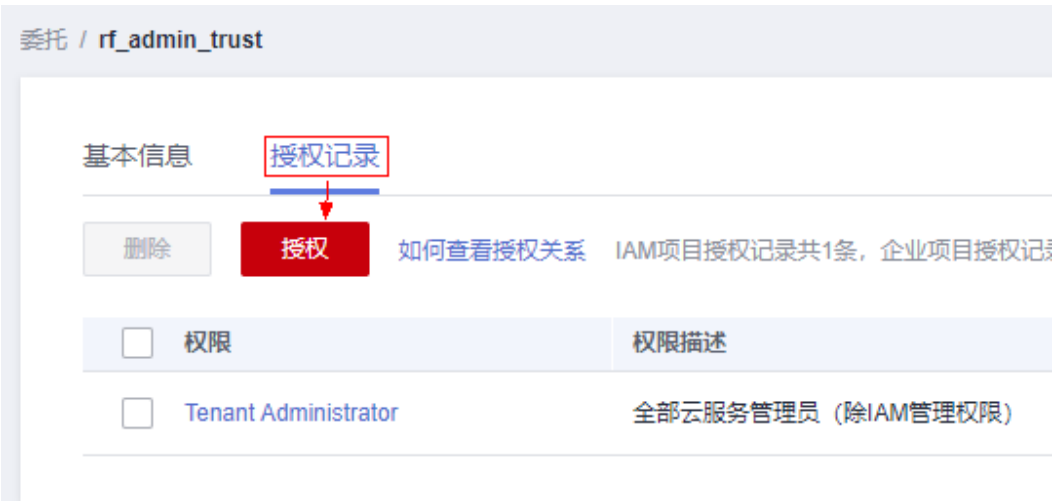 委托 / rf_admin_trust
基本信息 授权记录
删除 授权 如何查看授权关系 IAM项目授权记录共1条，企业项目授权记
权限 权限描述
Tenant Administrator 全部云服务管理员（除IAM管理权限）